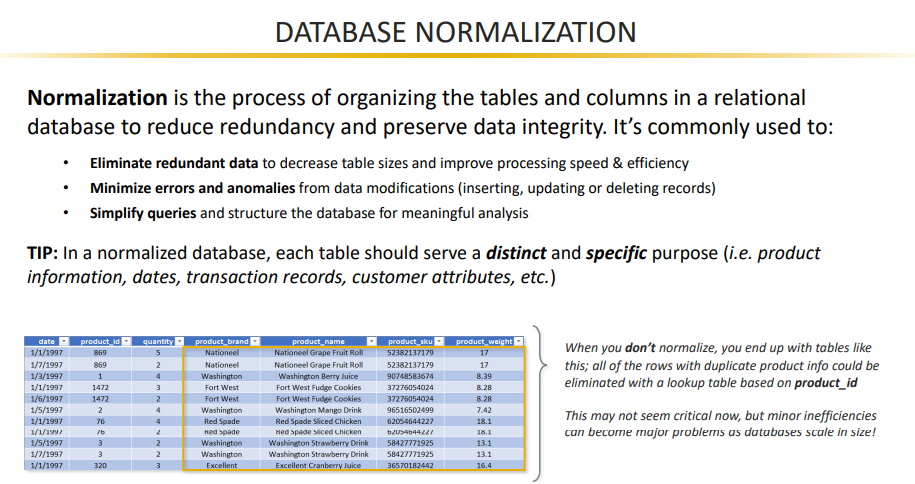 DATABASE NORMALIZATION
Normalization is the process of organizing the tables and columns in a relational
database to reduce redundancy and preserve data integrity. It’s commonly used to:
• Eliminate redundant data to decrease table sizes and improve processing speed & efficiency
• Minimize errors and anomalies from data modifications (inserting, updating or deleting records)
• Simplify queries and structure the database for meaningful analysis
TIP: In a normalized database, each table should serve a distinct and specific purpose (i.e. product
information, dates, transaction records, customer attributes, etc.)
date product_id quantity product_brand product_name product_sku product_weight
1/1/1997 869 5 Nationeel Nationeel Grape Fruit Roll 52382137179 17
1/7/1997 869 2 Nationeel Nationeel Grape Fruit Roll 52382137179 17
1/3/1997 1 4 Washington Washington Berry Juice 90748583674 8.39
1/1/1997 1472 3 Fort West Fort West Fudge Cookies 37276054024 8.28
1/6/1997 1472 2 Fort West Fort West Fudge Cookies 37276054024 8.28
1/5/1997 2 4 Washington Washington Mango Drink 96516502499 7.42
1/1/1997 76 4 Red Spade Red Spade Sliced Chicken 62054644227 18.1
1/1/1997 76 2 Red Spade Red Spade Sliced Chicken 62054644227 18.1
1/5/1997 3 2 Washington Washington Strawberry Drink 58427771925 13.1
1/7/1997 3 2 Washington Washington Strawberry Drink 58427771925 13.1
1/1/1997 320 3 Excellent Excellent Cranberry Juice 36570182442 16.4
When you don’t normalize, you end up with tables like
this; all of the rows with duplicate product info could be
eliminated with a lookup table based on product_id
This may not seem critical now, but minor inefficiencies
can become major problems as databases scale in size!